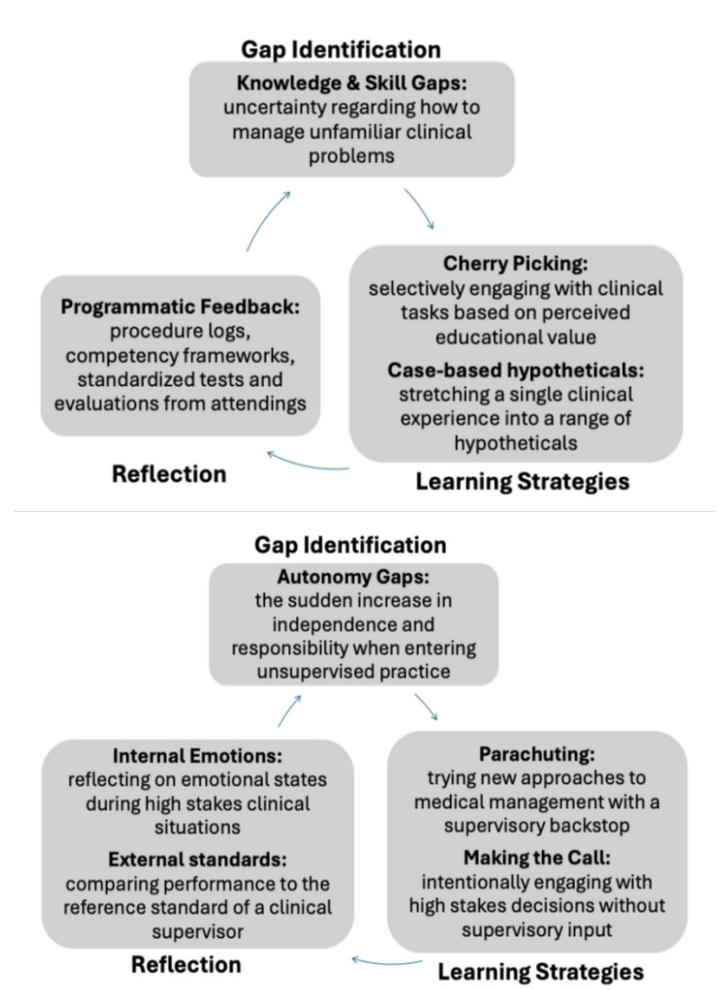 Gap Identification
Knowledge & Skill Gaps:
uncertainty regarding how to
manage unfamiliar clinical
problems
Cherry Picking:
selectively engaging with clinical
tasks based on perceived
educational value
Case-based hypotheticals:
stretching a single clinical
experience into a range of
hypotheticals
Learning Strategies
Programmatic Feedback:
procedure logs,
competency frameworks,
standardized tests and
evaluations from attendings
Reflection
Gap Identification
Autonomy Gaps:
the sudden increase in
independence and
responsibility when entering
unsupervised practice
Parachuting:
trying new approaches to
medical management with a
supervisory backstop
Making the Call:
intentionally engaging with
high stakes decisions without
supervisory input
Learning Strategies
Internal Emotions:
reflecting on emotional states
during high stakes clinical
situations
External standards:
comparing performance to the
reference standard of a clinical
supervisor
Reflection